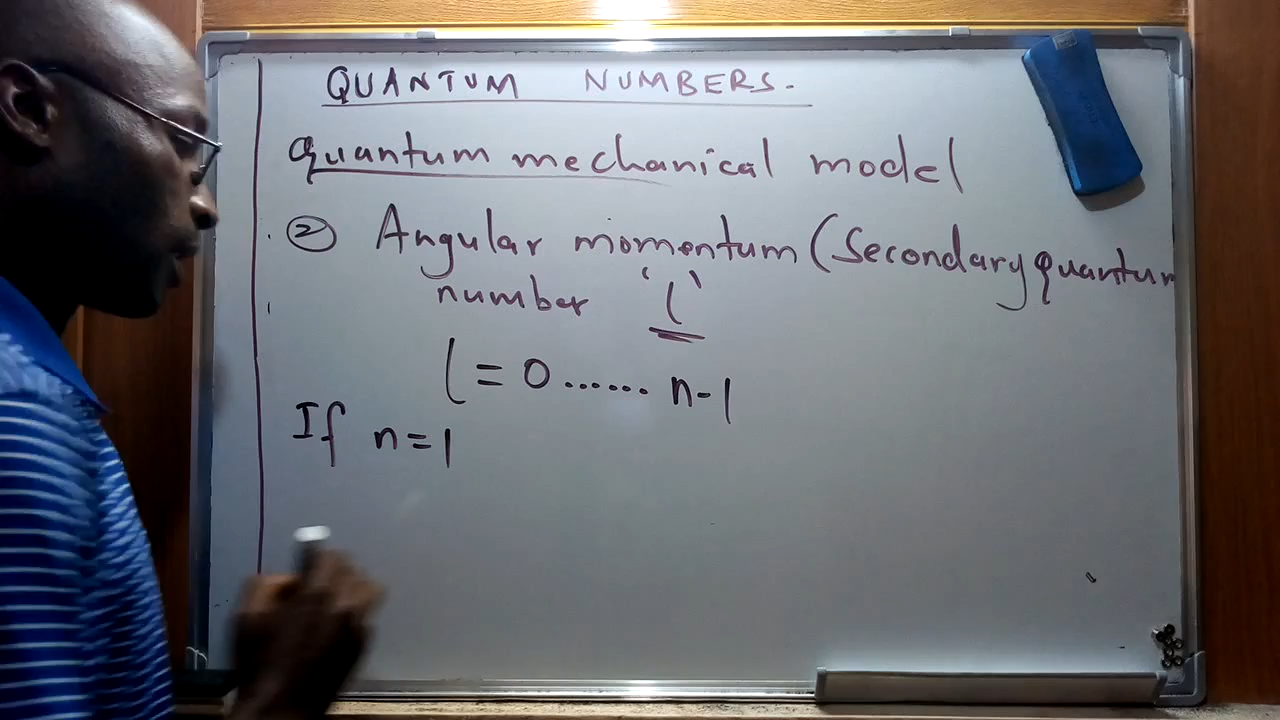 QUANTUM NUMBERS.
Quantum mechanical model
② Angular momentum (Secondary quantum
number 'l'
l = 0 ...... n-1
If n=1